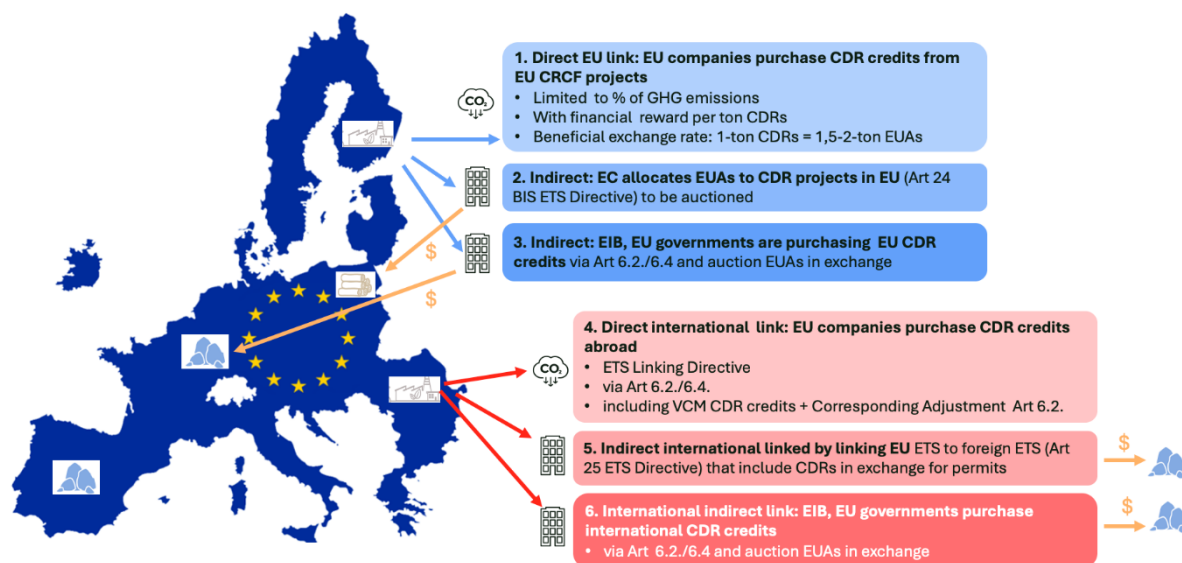 1. Direct EU link: EU companies purchase CDR credits from
EU CRCF projects
• Limited to % of GHG emissions
• With financial reward per ton CDRs
• Beneficial exchange rate: 1-ton CDRs = 1,5-2-ton EUAs
CO₂
2. Indirect: EC allocates EUAs to CDR projects in EU (Art 24
BIS ETS Directive) to be auctioned
3. Indirect: EIB, EU governments are purchasing EU CDR
credits via Art 6.2./6.4 and auction EUAs in exchange
$
$
4. Direct international link: EU companies purchase CDR credits
abroad
• ETS Linking Directive
• via Art 6.2./6.4.
• including VCM CDR credits + Corresponding Adjustment Art 6.2.
CO₂
5. Indirect international linked by linking EU ETS to foreign ETS (Art
25 ETS Directive) that include CDRs in exchange for permits
$
6. International indirect link: EIB, EU governments purchase
international CDR credits
• via Art 6.2./6.4 and auction EUAs in exchange
$